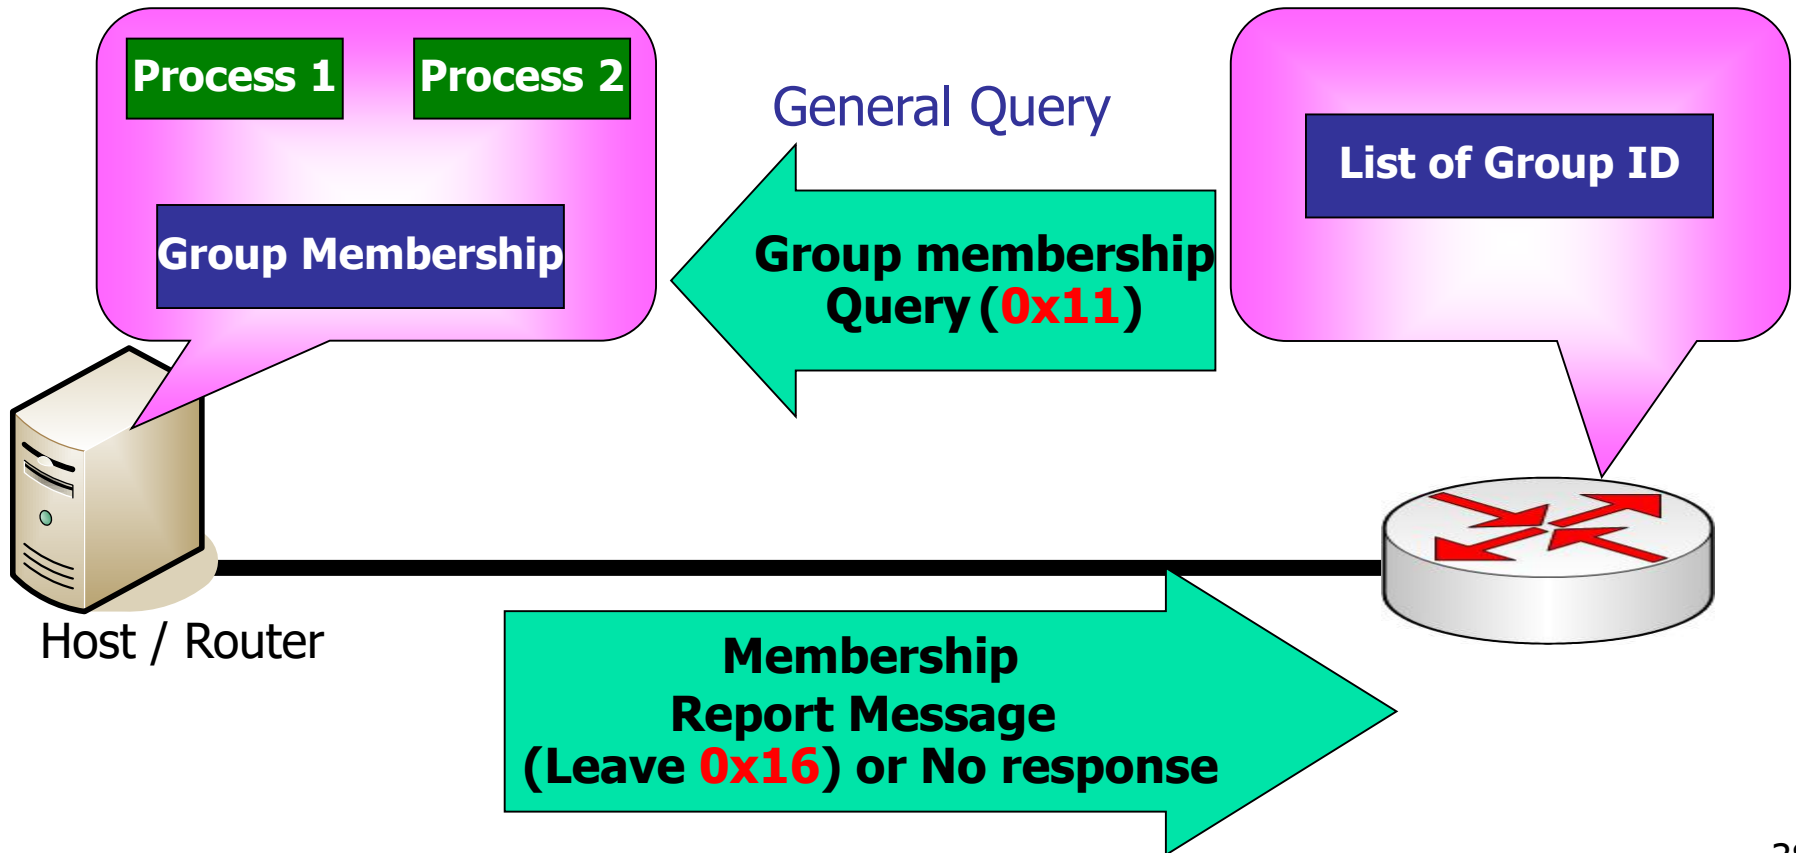 Process 1
Process 2
General Query
List of Group ID
Group Membership
Group membership
Query (0x11)
Host / Router
Membership
Report Message
(Leave 0x16) or No response